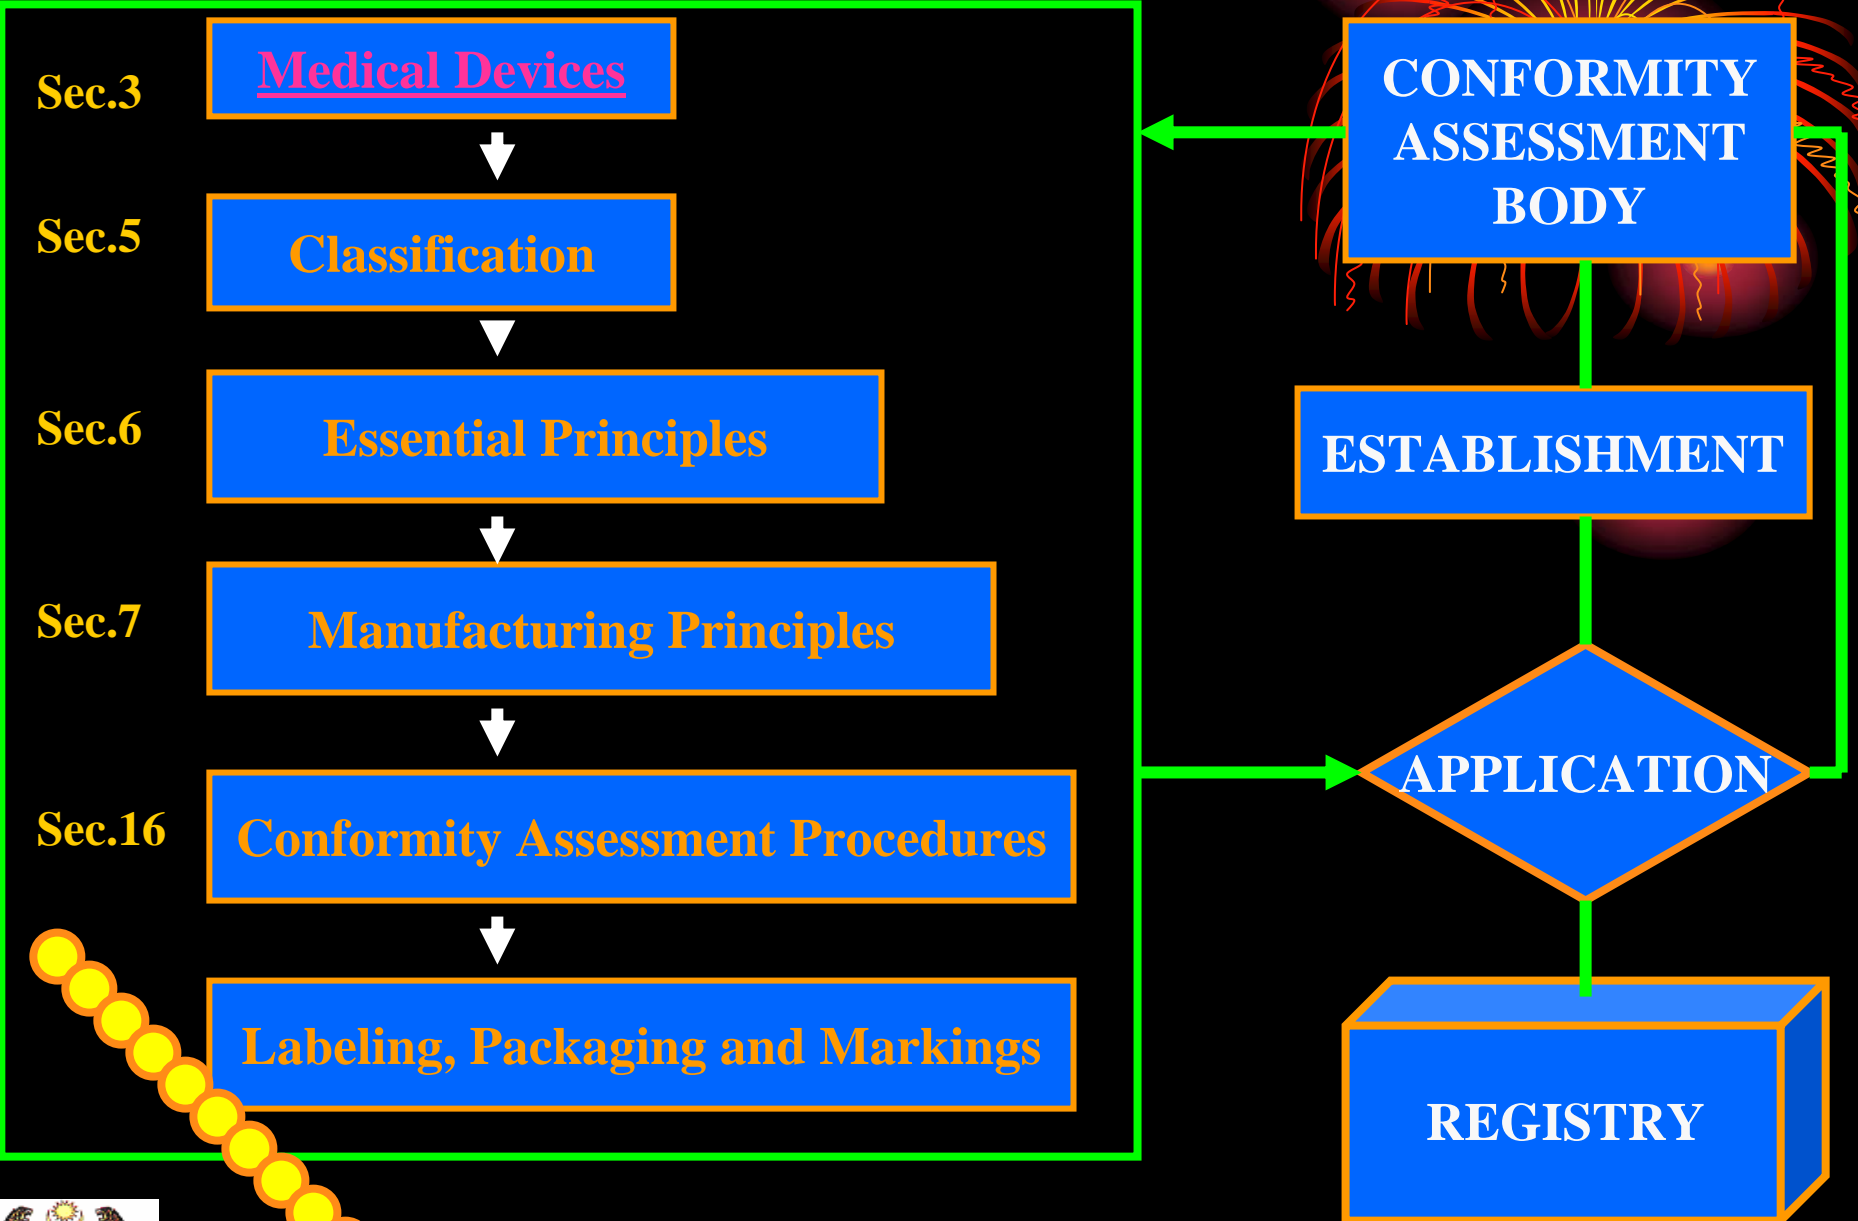 Sec.3
Medical Devices
Sec.5
Classification
Sec.6
Essential Principles
Sec.7
Manufacturing Principles
Sec.16
Conformity Assessment Procedures
Labeling, Packaging and Markings
CONFORMITY
ASSESSMENT
BODY
ESTABLISHMENT
APPLICATION
REGISTRY